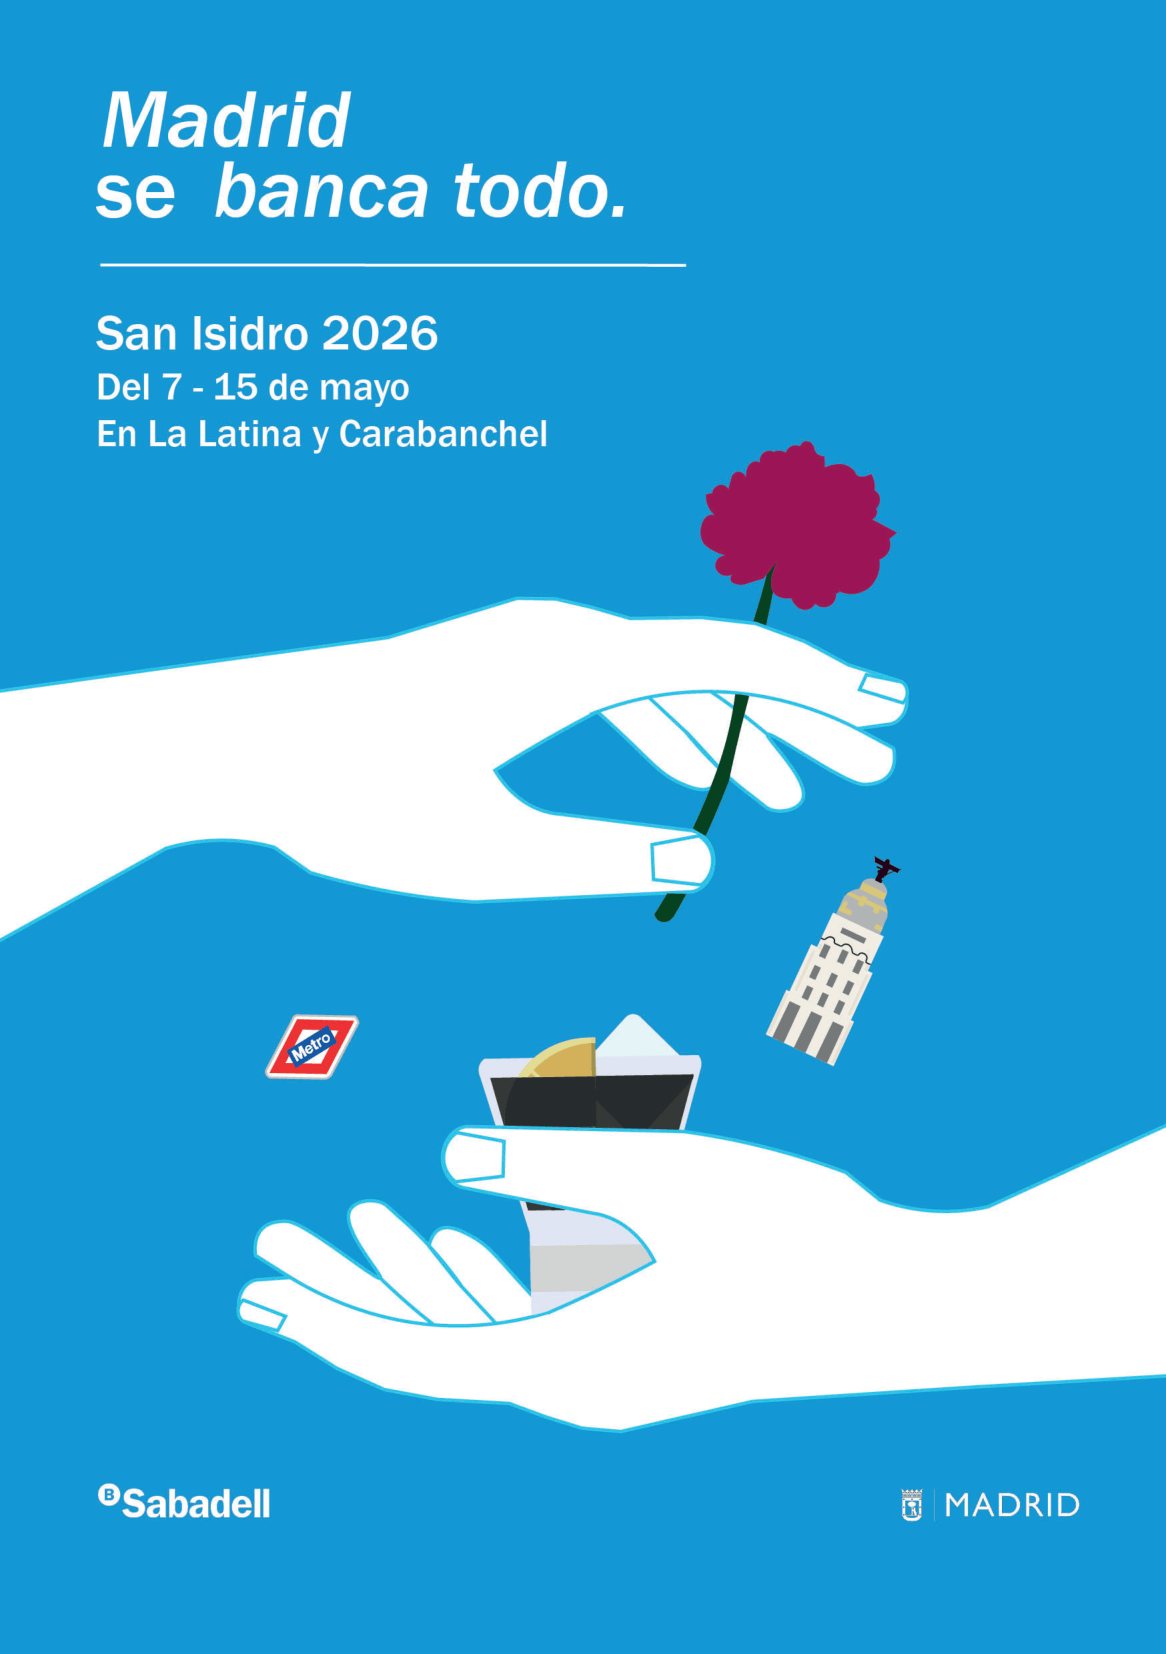 Madrid
se banca todo.
San Isidro 2026
Del 7 - 15 de mayo
En La Latina y Carabanchel
Metro
B Sabadell
MADRID